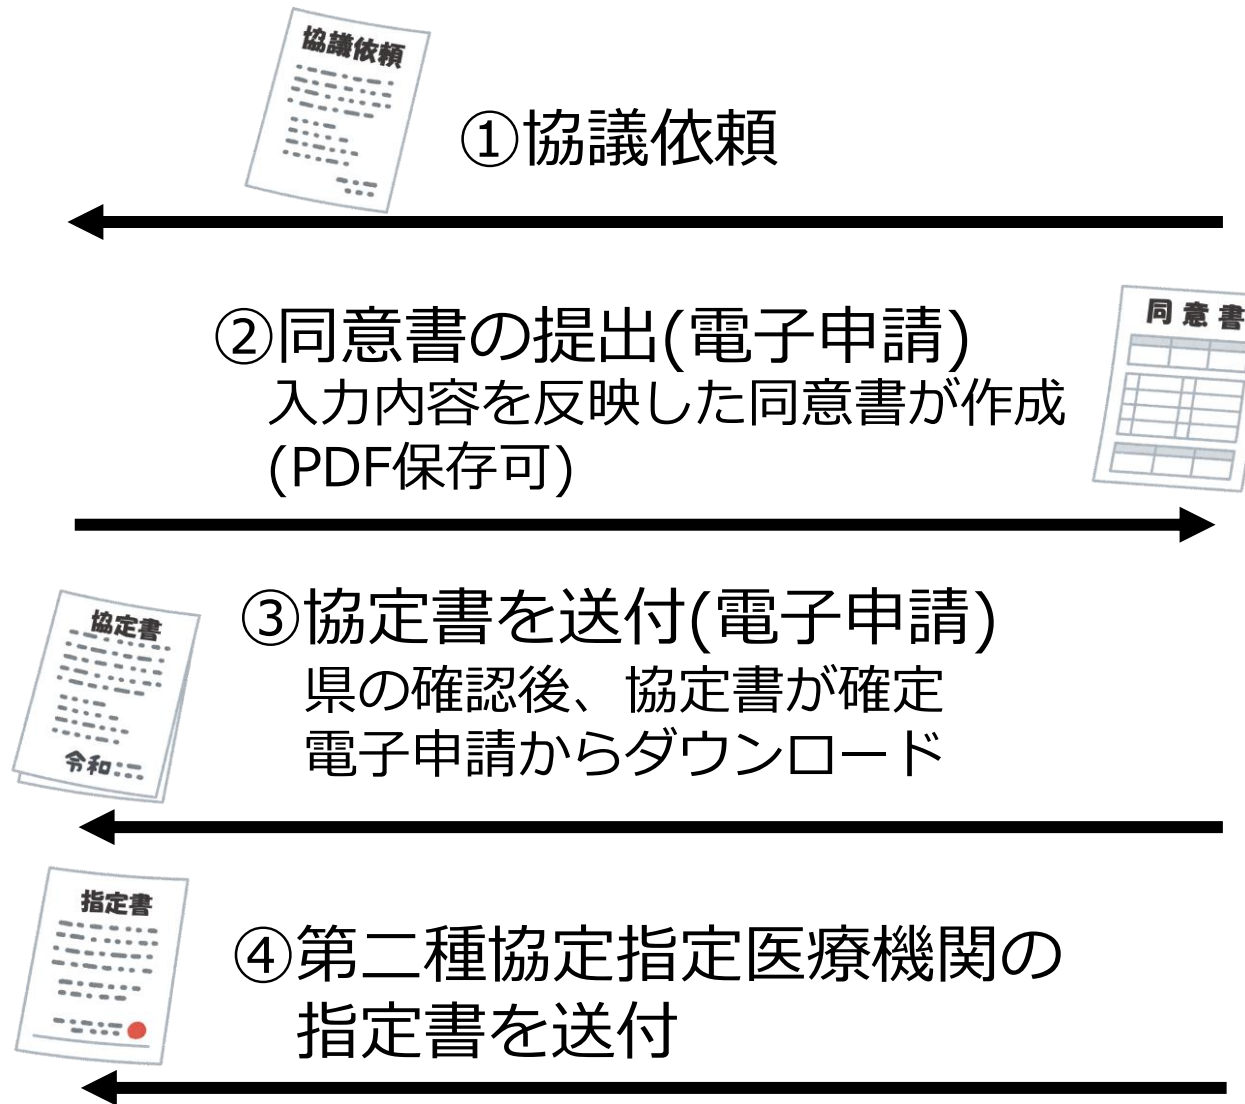 協議依頼
①協議依頼
②同意書の提出(電子申請)
入力内容を反映した同意書が作成
(PDF保存可)
同意書
③協定書を送付(電子申請)
県の確認後、協定書が確定
電子申請からダウンロード
協定書
令和
指定書
④第二種協定指定医療機関の
指定書を送付